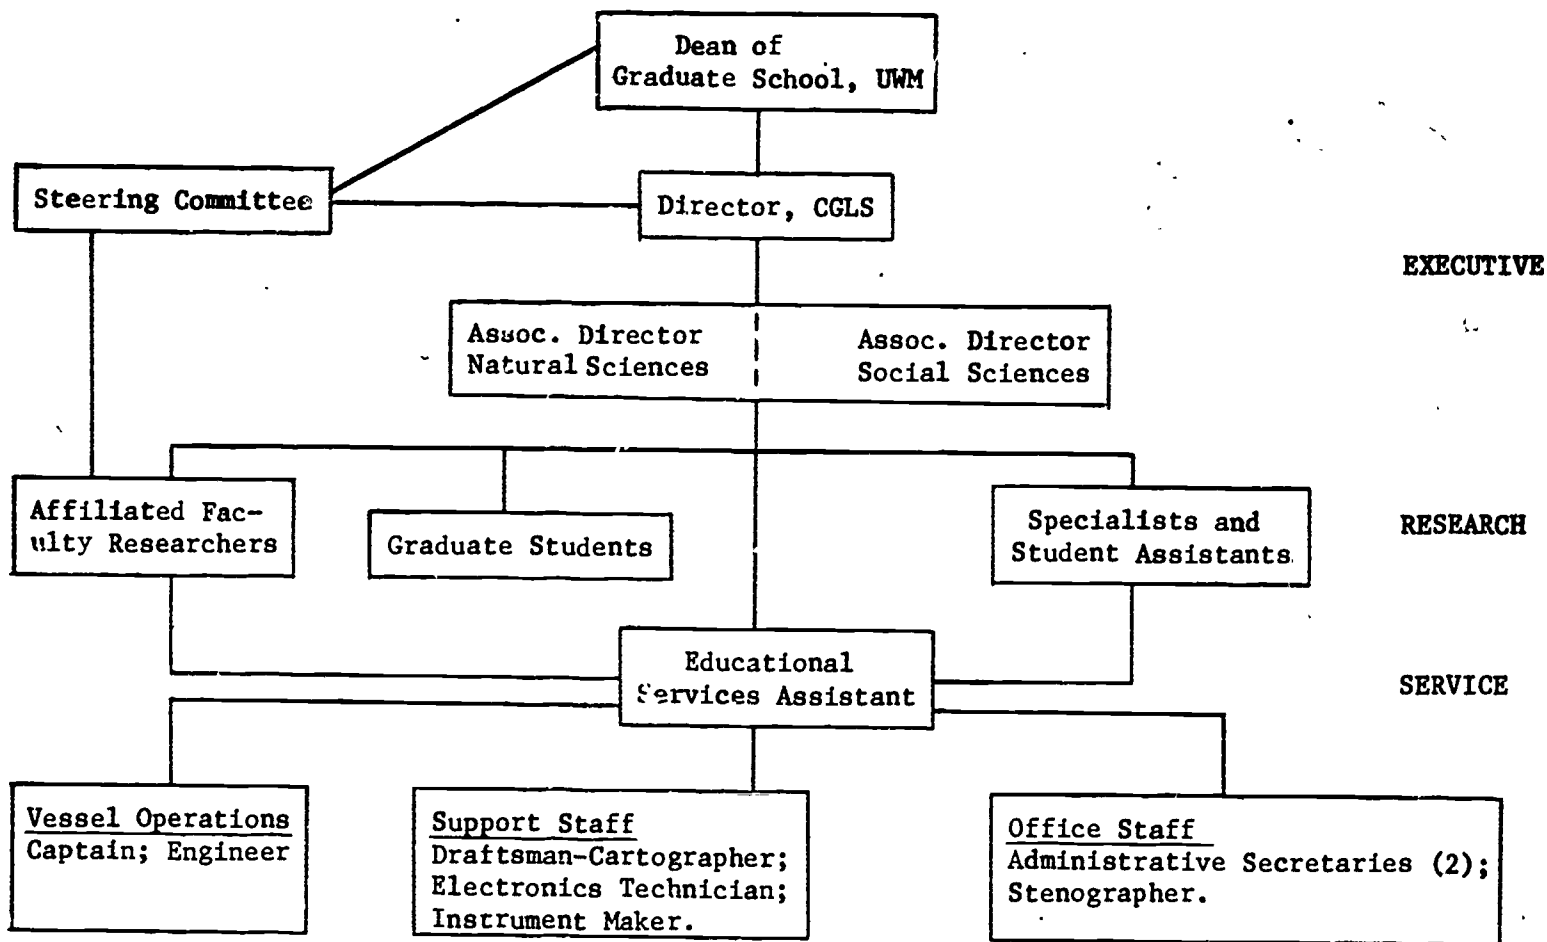 Dean of
Graduate School, UWM
Steering Committee
Director, CGLS
EXECUTIVE
Assoc. Director
Natural Sciences
Assoc. Director
Social Sciences
Affiliated Fac-
ulty Researchers
Graduate Students
Specialists and
Student Assistants
RESEARCH
Educational
Services Assistant
SERVICE
Vessel Operations
Captain; Engineer
Support Staff
Draftsman-Cartographer;
Electronics Technician;
Instrument Maker.
Office Staff
Administrative Secretaries (2);
Stenographer.